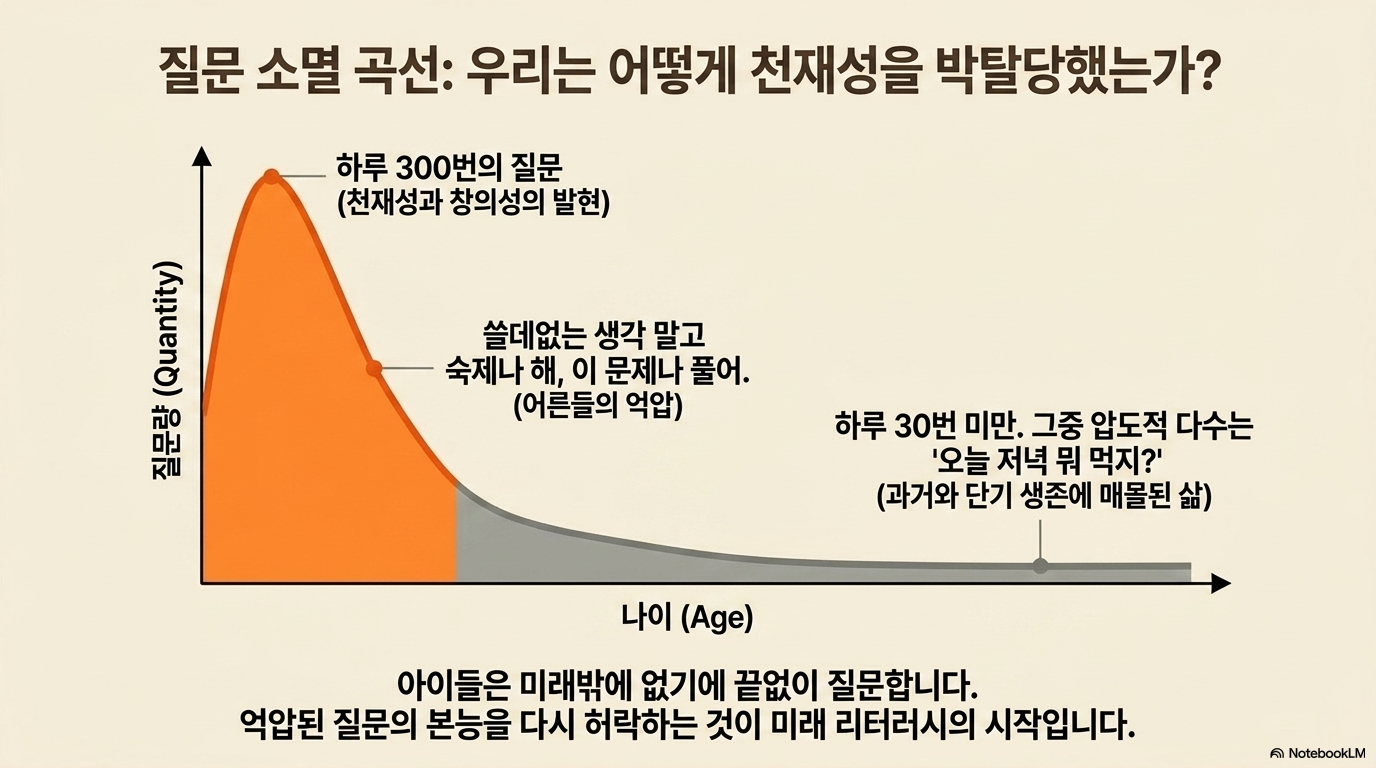 질문 소멸 곡선: 우리는 어떻게 천재성을 박탈당했는가?
하루 300번의 질문
(천재성과 창의성의 발현)
질문량 (Quantity)
쓸데없는 생각 말고
숙제나 해, 이 문제나 풀어.
(어른들의 억압)
하루 30번 미만. 그중 압도적 다수는
'오늘 저녁 뭐 먹지?'
(과거와 단기 생존에 매몰된 삶)
나이 (Age)
아이들은 미래밖에 없기에 끝없이 질문합니다.
억압된 질문의 본능을 다시 허락하는 것이 미래 리터러시의 시작입니다.
NotebookLM